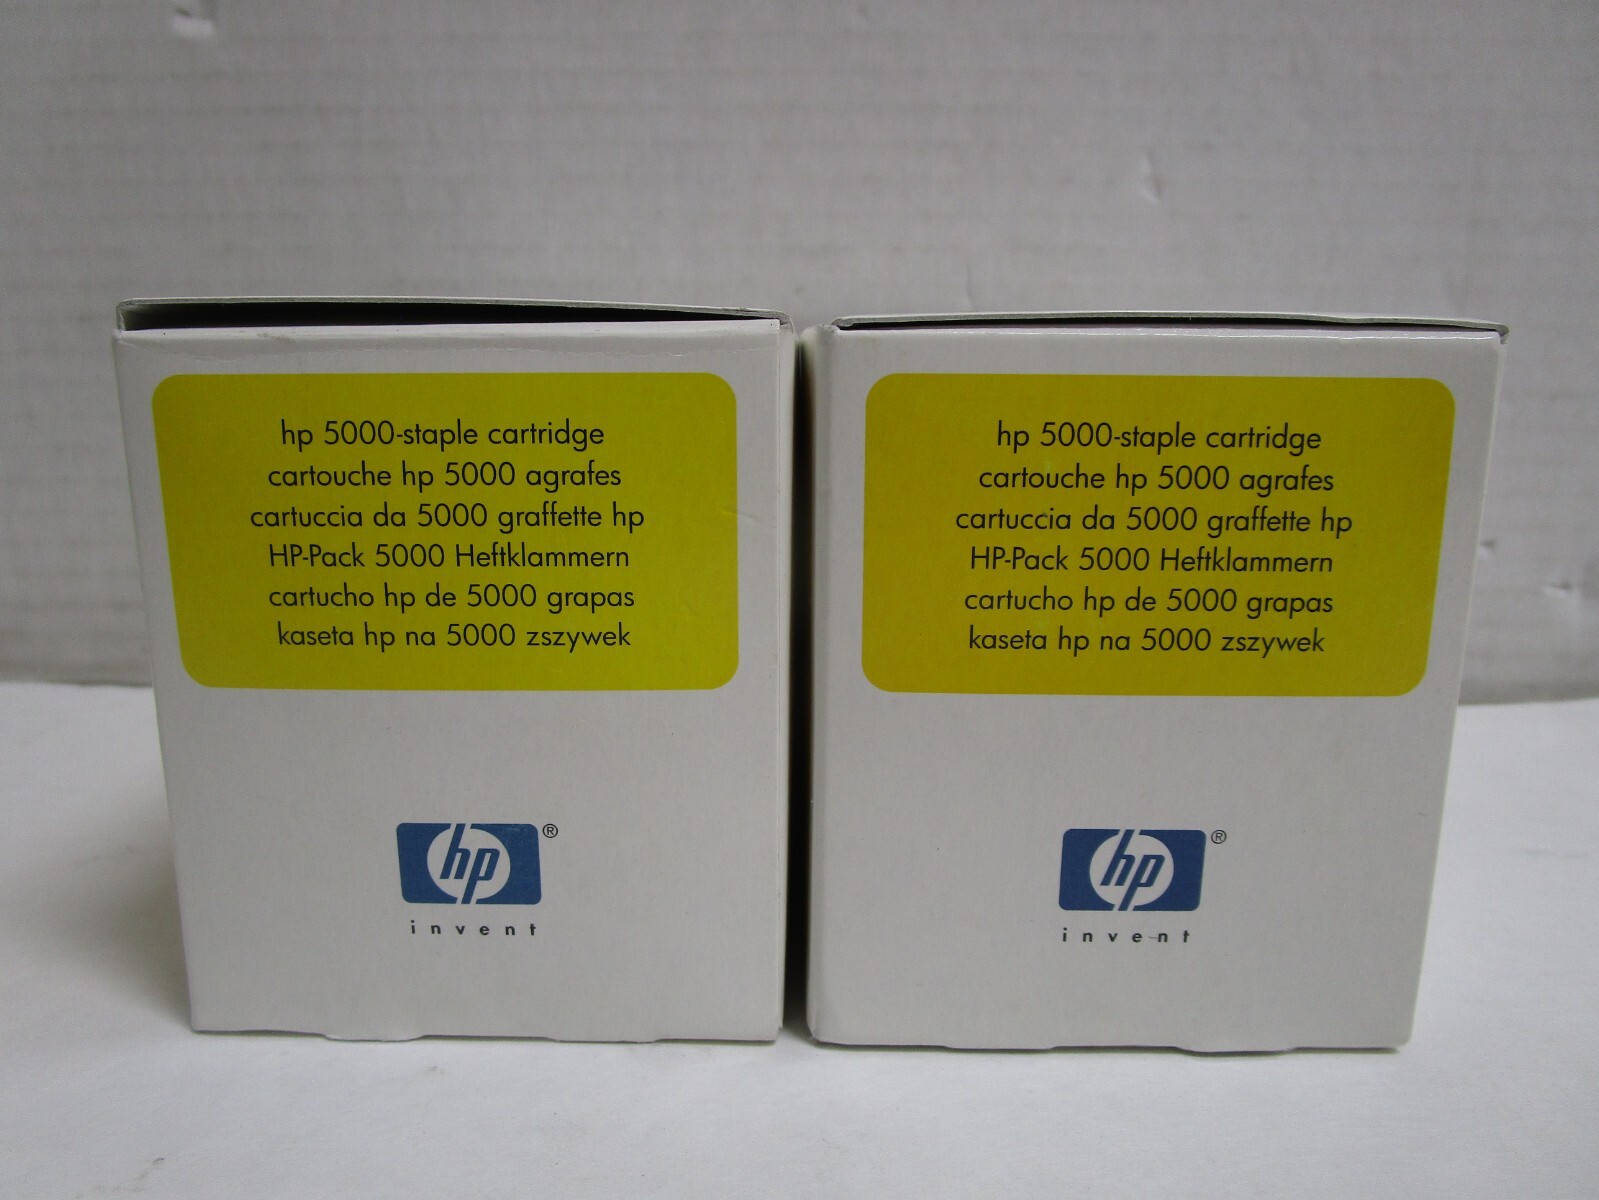 hp 5000-staple cartridge
cartouche hp 5000 agrafes
cartuccia da 5000 graffette hp
HP-Pack 5000 Heftklammern
cartucho hp de 5000 grapas
kaseta hp na 5000 zszywek
hp ®
invent
hp 5000-staple cartridge
cartouche hp 5000 agrafes
cartuccia da 5000 graffette hp
HP-Pack 5000 Heftklammern
cartucho hp de 5000 grapas
kaseta hp na 5000 zszywek
hp ®
invent